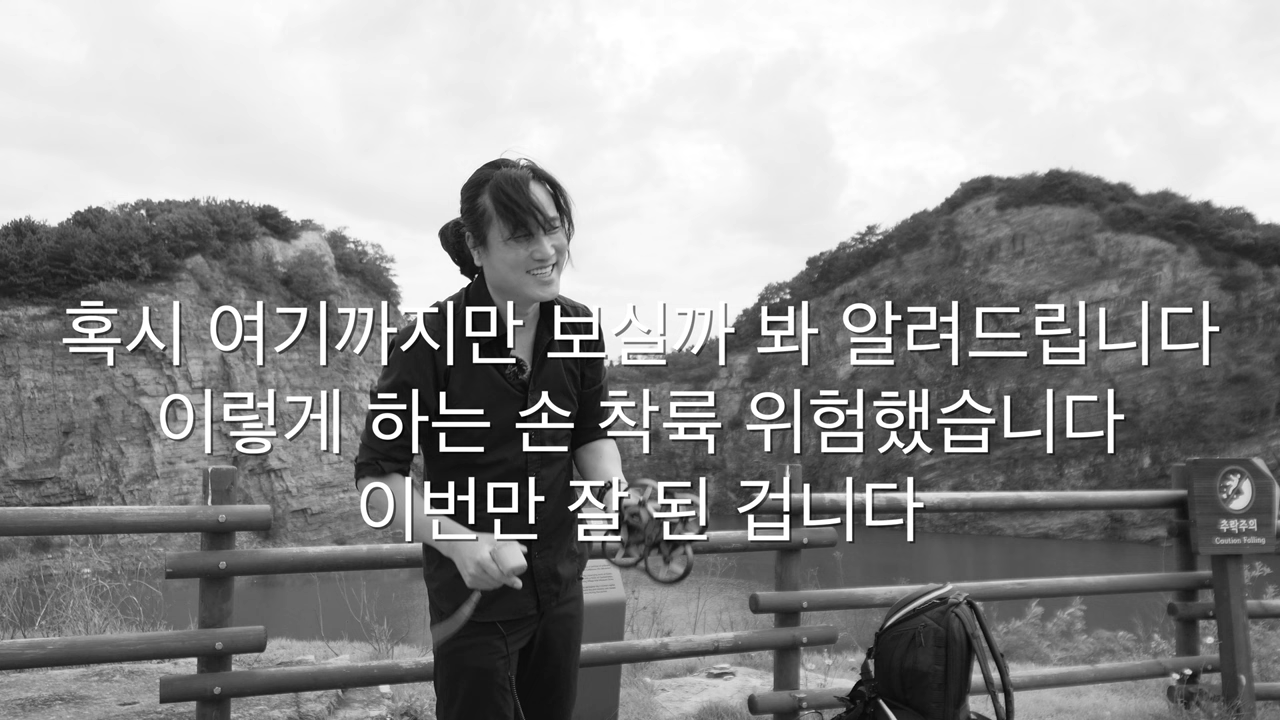 혹시 여기까지만 보실까 봐 알려드립니다
이렇게 하는 손 착륙 위험했습니다
이번만 잘 된 겁니다
추락주의
Caution Falling